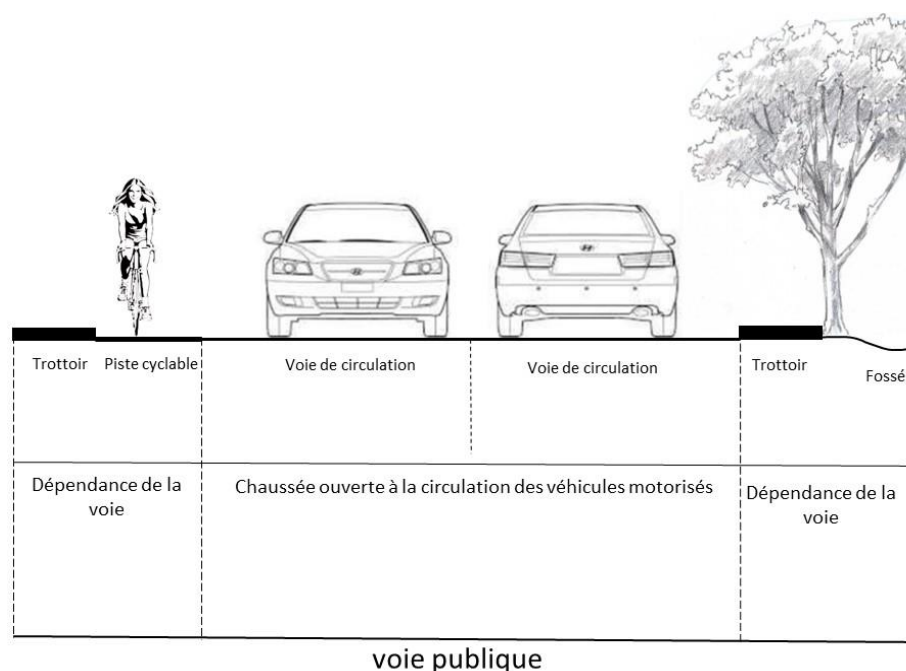 Trottoir
Piste cyclable
Voie de circulation
Voie de circulation
Trottoir
Fossé
Dépendance de la
voie
Chaussée ouverte à la circulation des véhicules motorisés
Dépendance de la
voie
voie publique